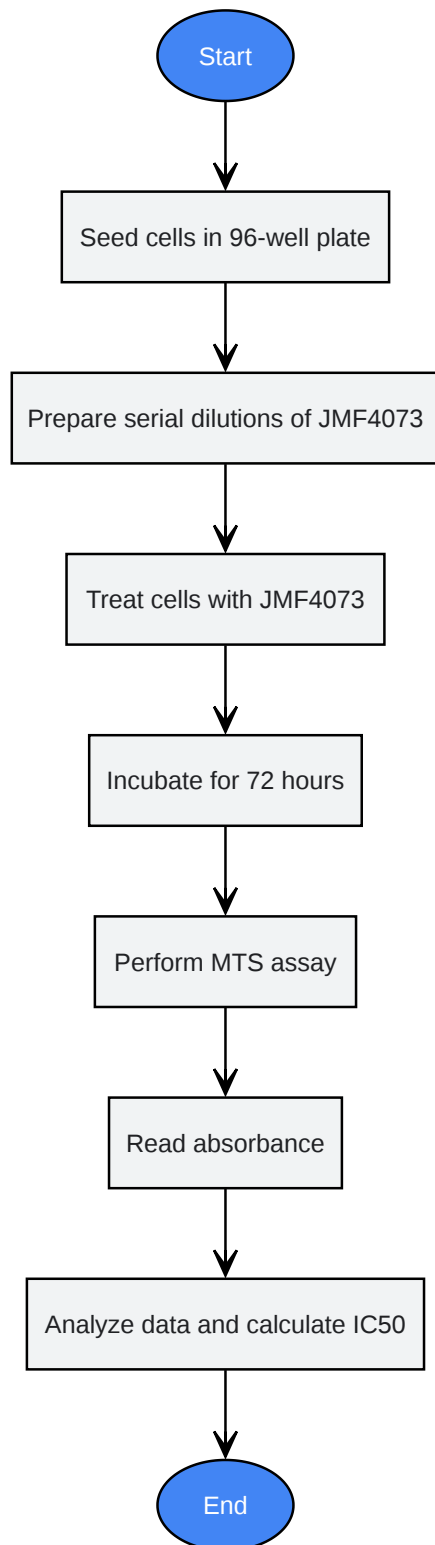 Start
Seed cells in 96-well plate
Prepare serial dilutions of JMF4073
Treat cells with JMF4073
Incubate for 72 hours
Perform MTS assay
Read absorbance
Analyze data and calculate IC50
End